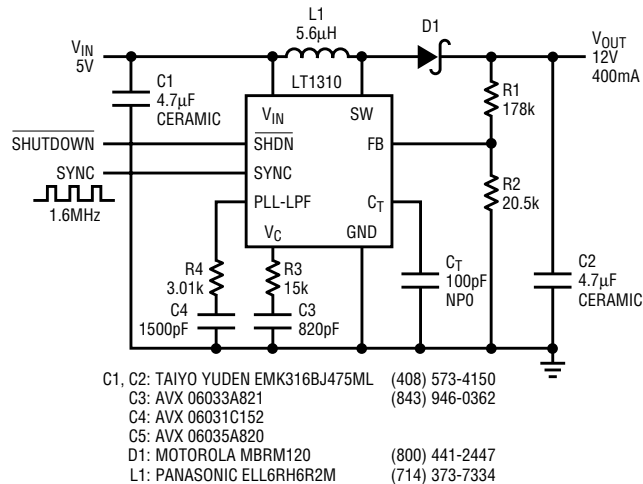 L1
5.6µH
D1
VIN
5V
VOUT
12V
400mA
C1
4.7µF
CERAMIC
LT1310
R1
178k
VIN
SW
SHUTDOWN
SHDN
FB
SYNC
SYNC
1.6MHz
PLL-LPF
CT
R2
20.5k
VC
GND
R4
3.01k
R3
15k
CT
100pF
NP0
C2
4.7µF
CERAMIC
C4
1500pF
C3
820pF
C1, C2: TAIYO YUDEN EMK316BJ475ML (408) 573-4150
C3: AVX 06033A821 (843) 946-0362
C4: AVX 06031C152
C5: AVX 06035A820
D1: MOTOROLA MBRM120 (800) 441-2447
L1: PANASONIC ELL6RH6R2M (714) 373-7334